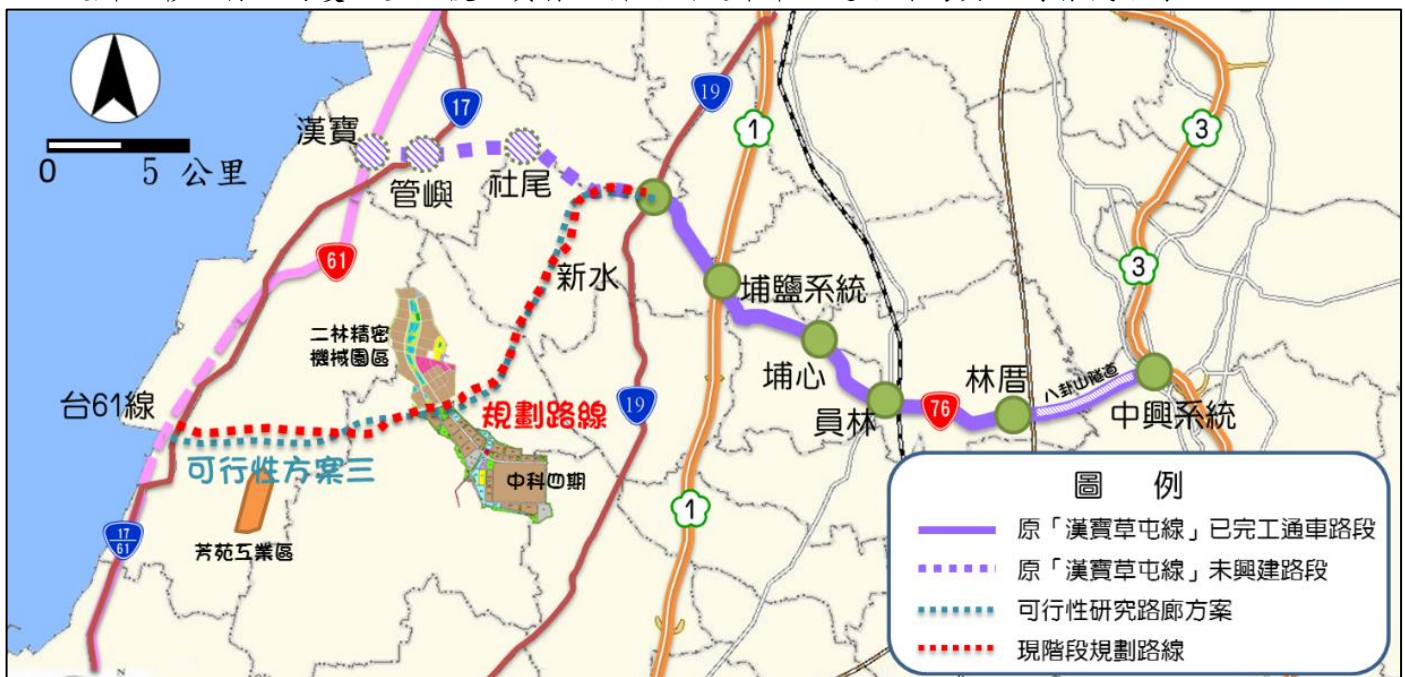 17
19
1
3
漢寶
0 5 公里
管嶼
社尾
61
新水
埔鹽系統
3
二林精密
機械園區
埔心
林厝
八卦山隧道
中興系統
台61線
規劃路線
19
員林
76
可行性方案三
中科四期
1
17
61
芳苑工業區
圖 例
原「漢寶草屯線」已完工通車路段
原「漢寶草屯線」未興建路段
可行性研究路廊方案
現階段規劃路線